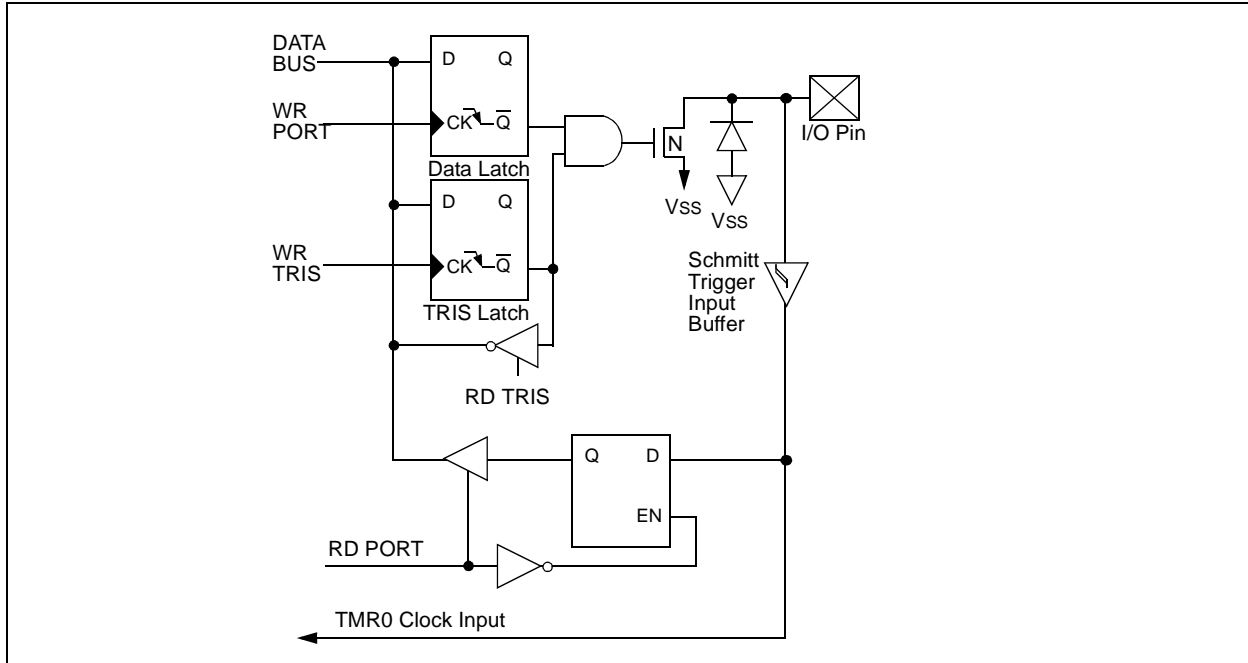 DATA
BUS
D
Q
WR
PORT
CK
Q̅
Data Latch
N
I/O Pin
VSS
VSS
D
Q
WR
TRIS
CK
Q̅
TRIS Latch
Schmitt
Trigger
Input
Buffer
RD TRIS
Q
D
EN
RD PORT
TMR0 Clock Input